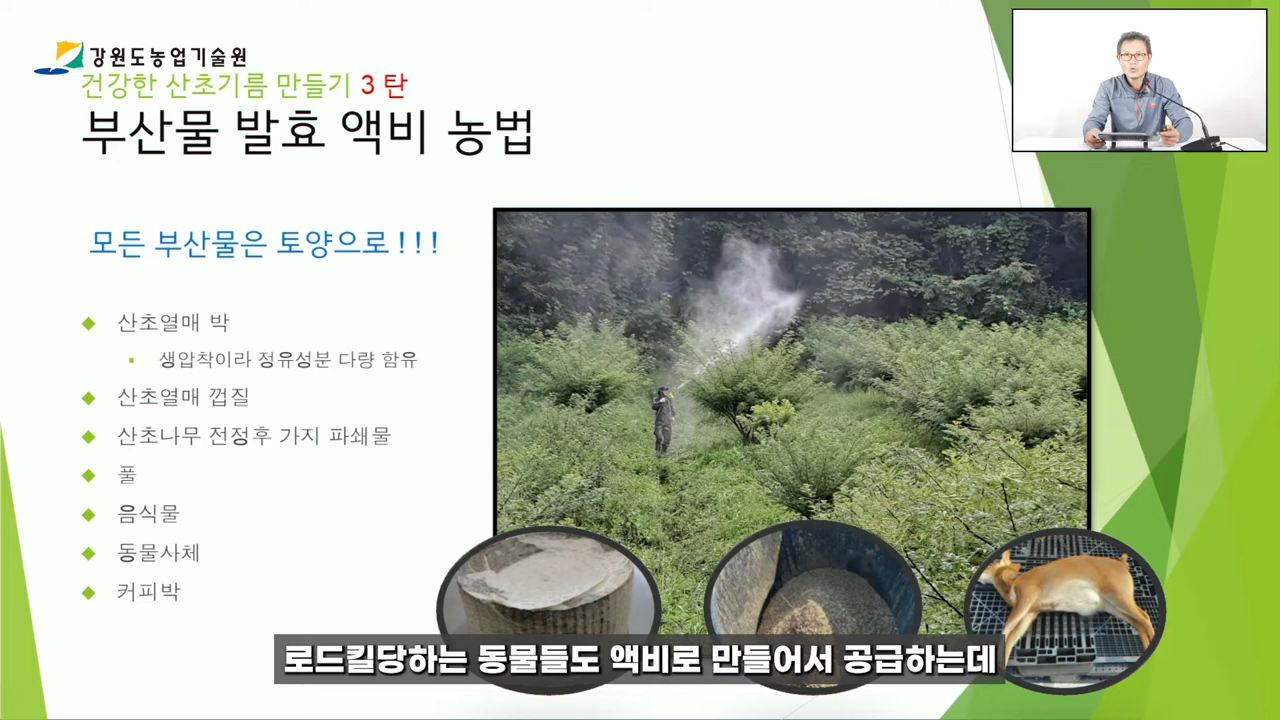 강원도농업기술원
건강한 산초기름 만들기 3 탄
부산물 발효 액비 농법
모든 부산물은 토양으로 ! ! !
산초열매 박
생압착이라 정유성분 다량 함유
산초열매 껍질
산초나무 전정후 가지 파쇄물
풀
음식물
동물사체
커피박
로드킬당하는 동물들도 액비로 만들어서 공급하는데